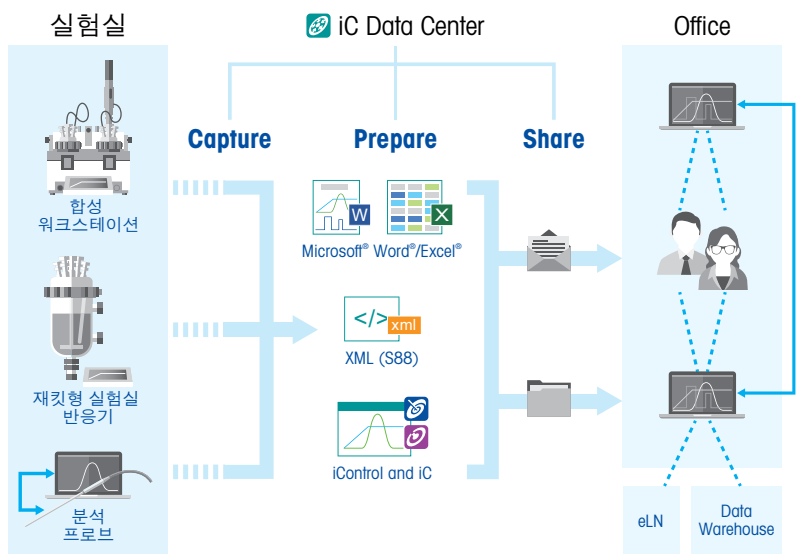 실험실
iC Data Center
Office
Capture
Prepare
Share
합성
워크스테이션
W
X
Microsoft® Word®/Excel®
</>
xml
XML (S88)
재킷형 실험실
반응기
iControl and iC
분석
프로브
eLN
Data
Warehouse